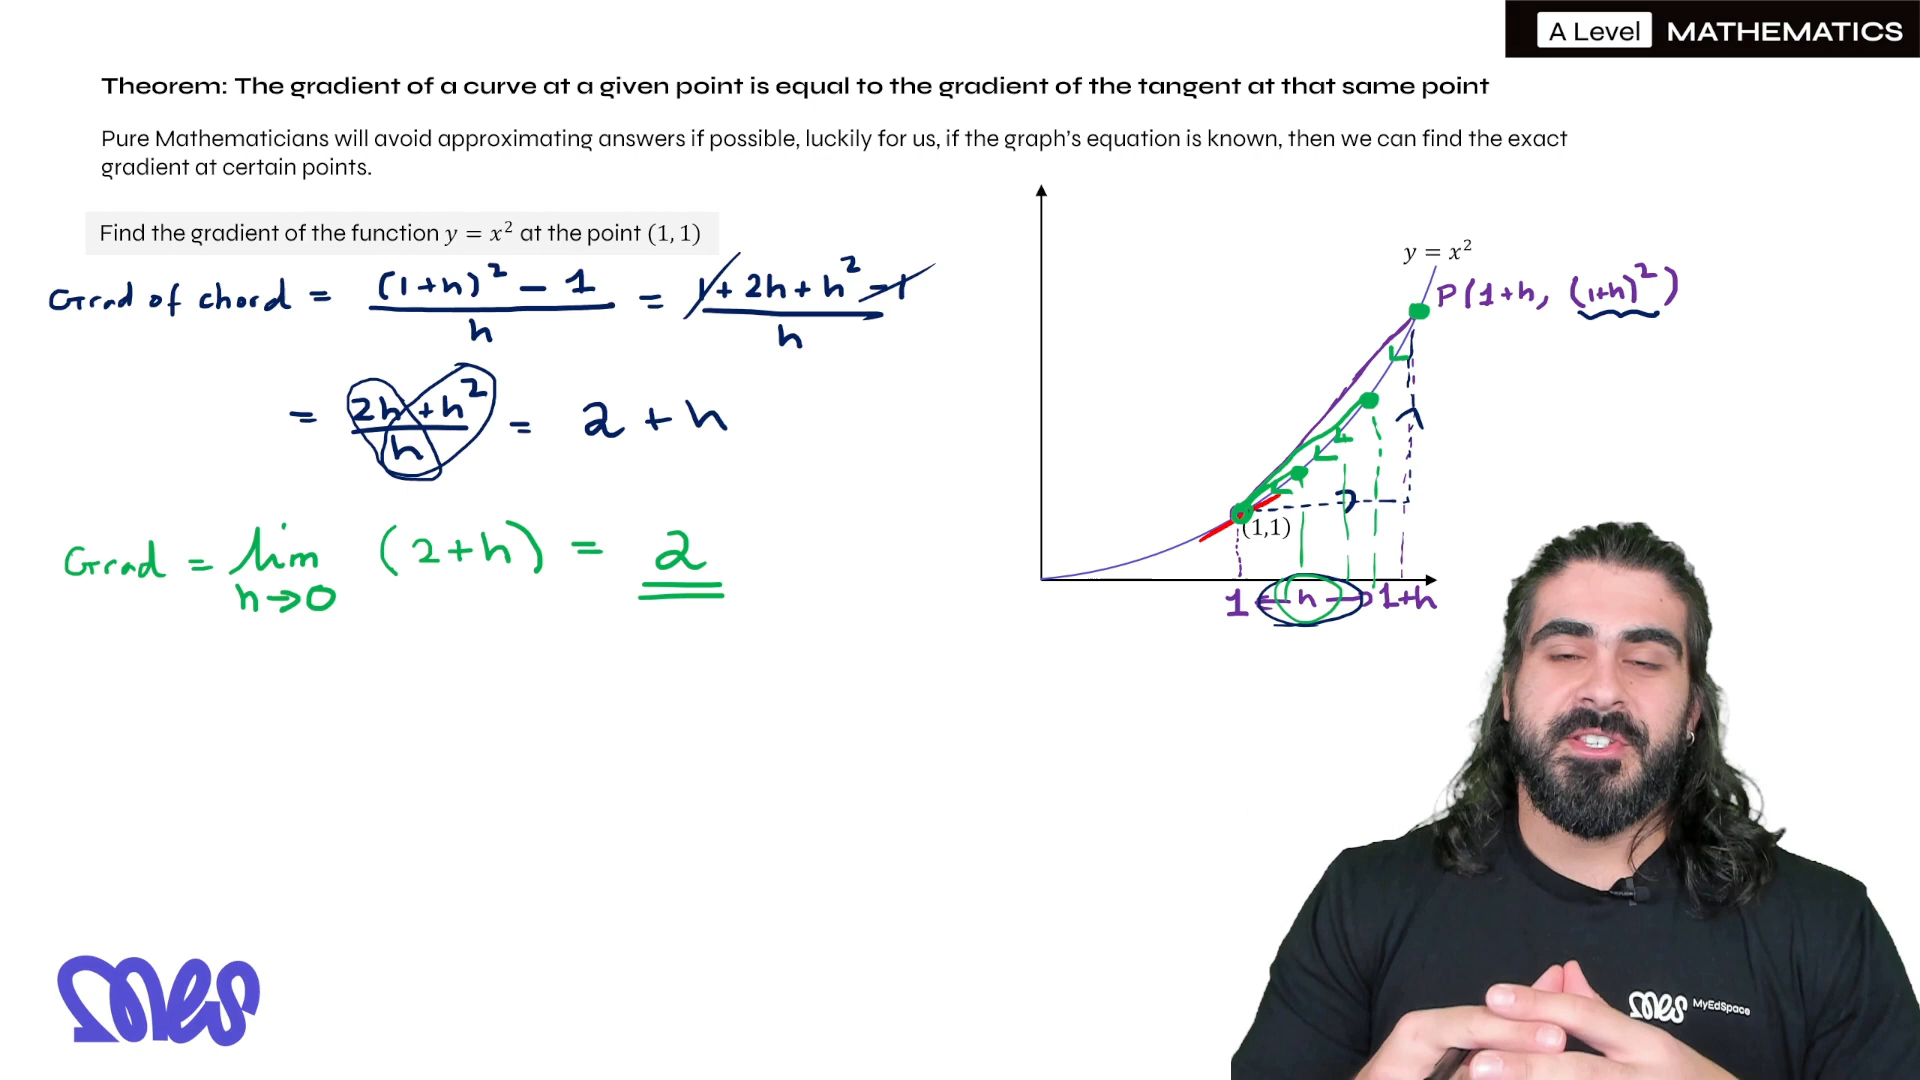 A Level MATHEMATICS
Theorem: The gradient of a curve at a given point is equal to the gradient of the tangent at that same point
Pure Mathematicians will avoid approximating answers if possible, luckily for us, if the graph's equation is known, then we can find the exact
gradient at certain points.
Find the gradient of the function y = x² at the point (1, 1)
Grad of chord = ((1+h)² - 1)/h = (1 + 2h + h² - 1)/h
= (2h + h²)/h = 2 + h
Grad = lim h→0 (2+h) = 2
y = x²
P(1+h, (1+h)²)
(1,1)
1 ← h → 1+h
mes
mes MyEdSpace